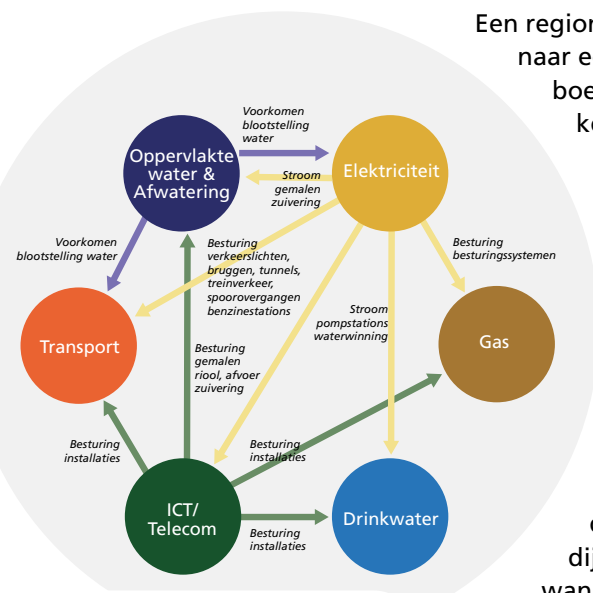 Een region
naar e
boe
k
Voorkomen
blootstelling
water
Oppervlakte
water &
Afwatering
Elektriciteit
Stroom
gemalen
zuivering
Voorkomen
blootstelling water
Besturing
verkeerslichten,
bruggen, tunnels,
treinverkeer,
spoorovergangen
benzinestations
Besturing
besturingssystemen
Stroom
pompstations
waterwinning
Transport
Gas
Besturing
gemalen
riool, afvoer
zuivering
Besturing
installaties
Besturing
installaties
ICT/
Telecom
Drinkwater
Besturing
installaties
dij
wan